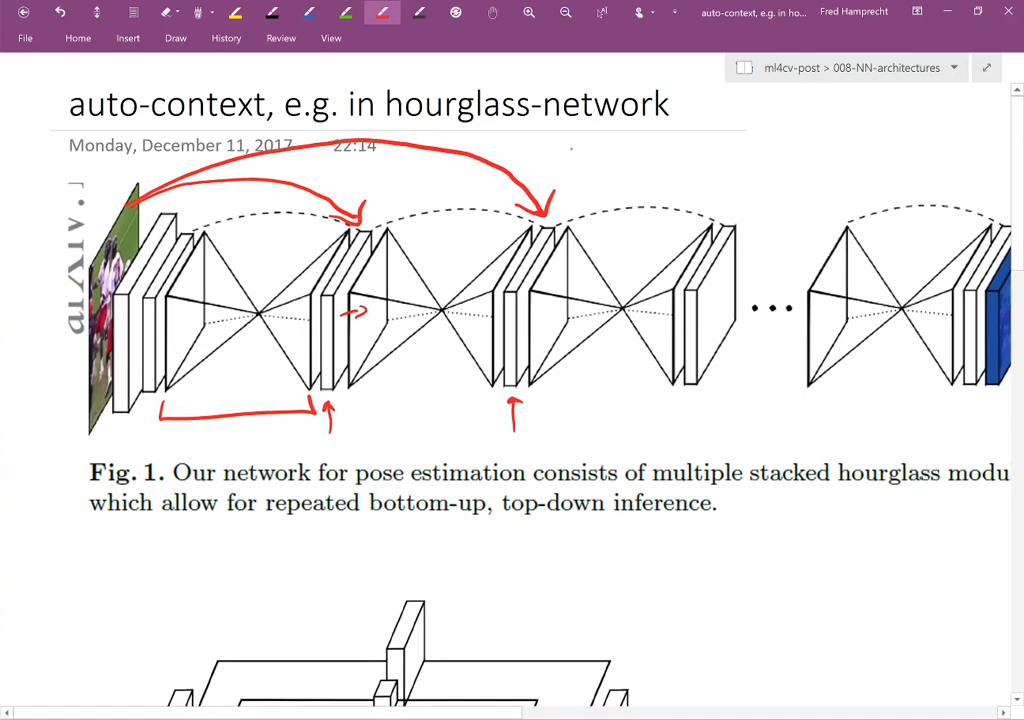 auto-context, e.g. in ho...
Fred Hamprecht
File Home Insert Draw History Review View
ml4cv-post > 008-NN-architectures
auto-context, e.g. in hourglass-network
Monday, December 11, 2017 22:14
arXiv.
Fig. 1. Our network for pose estimation consists of multiple stacked hourglass modu
which allow for repeated bottom-up, top-down inference.